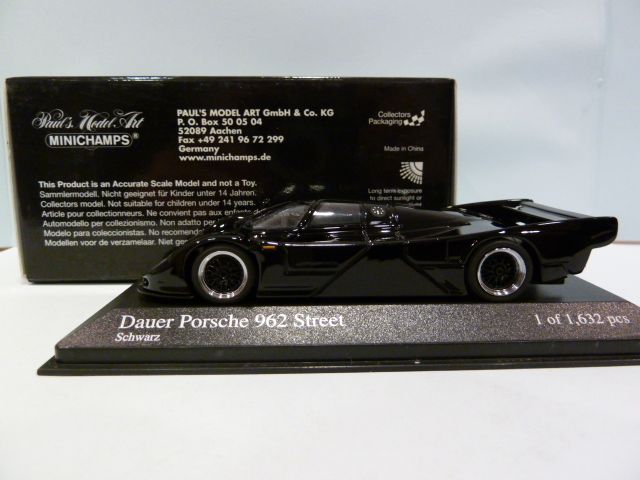 Paul's Model Art
MINICHAMPS®
PAUL'S MODEL ART GmbH & Co. KG
P. O. Box 50 05 04
52089 Aachen
Fax +49 241 96 72 299
Germany
www.minichamps.de
Collectors
Packaging
Made in China
Long term exposure
to direct sunlight or
This Product is an Accurate Scale Model and not a Toy.
Sammlermodell. Nicht geeignet für Kinder unter 14 Jahren.
Collectors model. Not suitable for children under 14 years.
Article pour collectionneurs. Ne convient pas aux enfants
Automodello per collezionisti. Non adatto
Modelo para coleccionistas. No
Modellen voor de verzamelaar. Niet
Dauer Porsche 962 Street
Schwarz
1 of 1,632 pcs